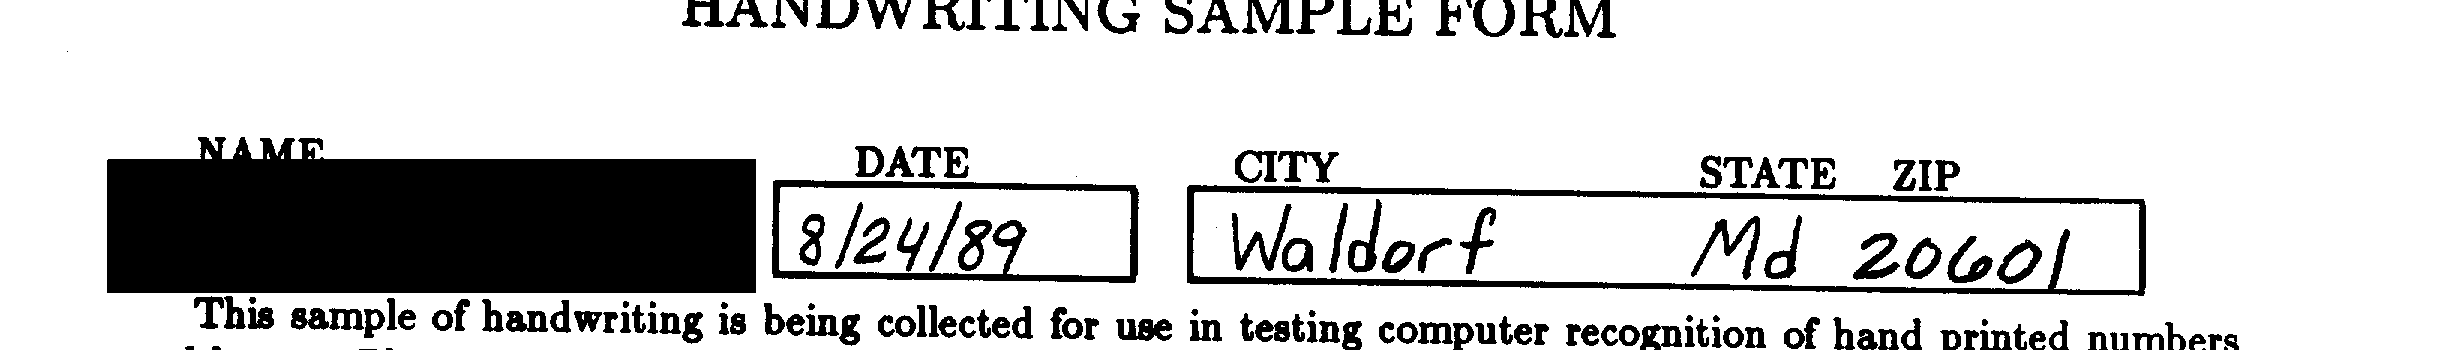 HANDWRITING SAMPLE FORM
NAME DATE CITY STATE ZIP
8/24/89 Waldorf Md 20601
This sample of handwriting is being collected for use in testing computer recognition of hand printed numbers